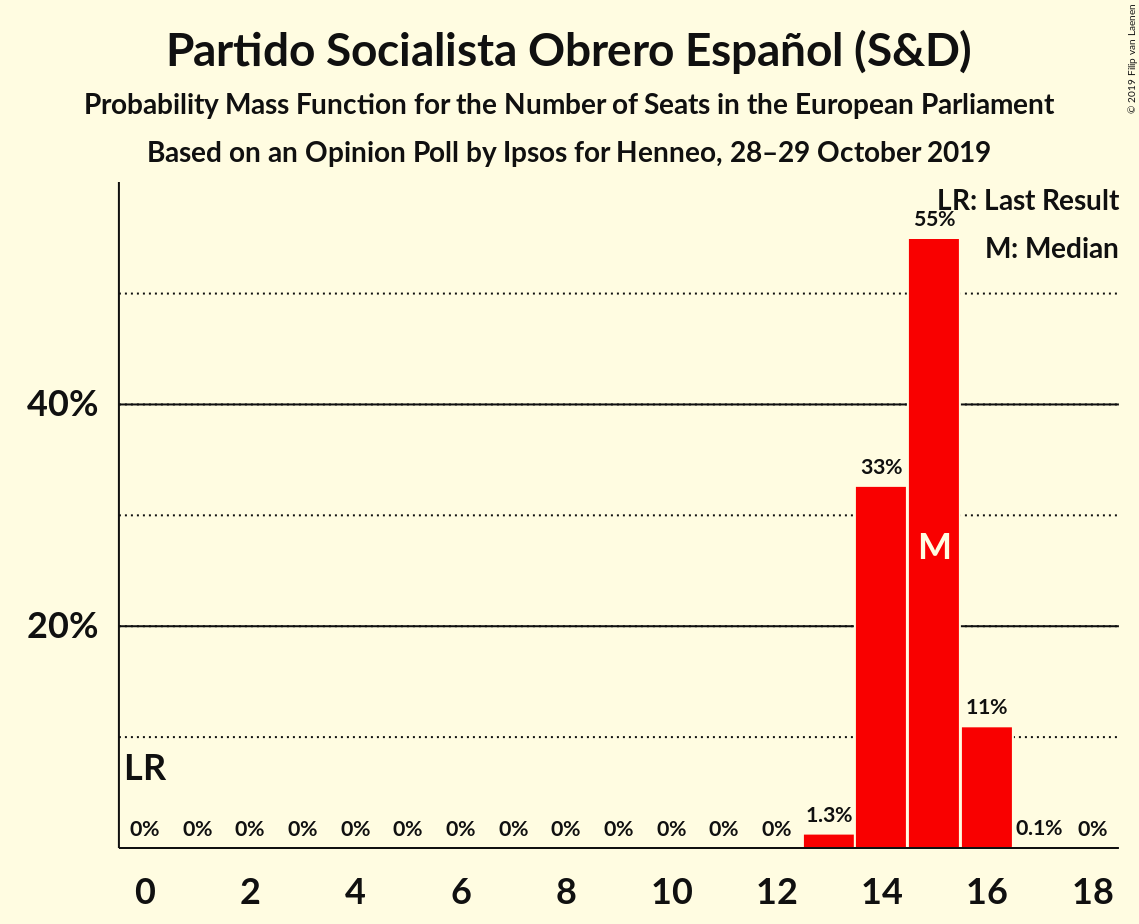 Partido Socialista Obrero Español (S&D)
Probability Mass Function for the Number of Seats in the European Parliament
Based on an Opinion Poll by Ipsos for Henneo, 28–29 October 2019
© 2019 Filip van Laenen
LR: Last Result
M: Median
55%
40%
33%
M
20%
11%
LR
0% 0% 0% 0% 0% 0% 0% 0% 0% 0% 0% 0% 0% 1.3% 0.1% 0%
0 2 4 6 8 10 12 14 16 18